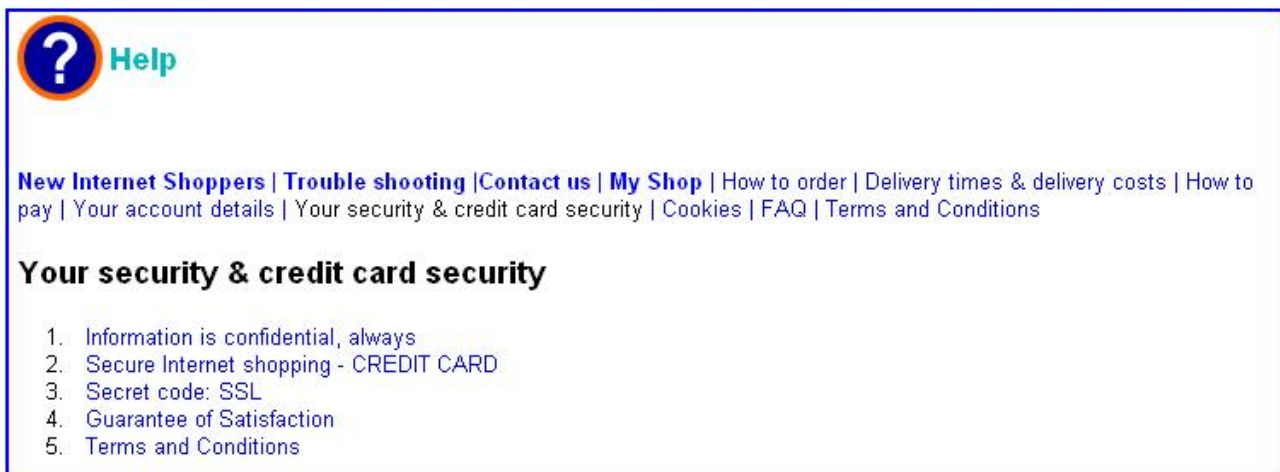 ? Help
New Internet Shoppers | Trouble shooting |Contact us | My Shop | How to order | Delivery times & delivery costs | How to
pay | Your account details | Your security & credit card security | Cookies | FAQ | Terms and Conditions
Your security & credit card security
1. Information is confidential, always
2. Secure Internet shopping - CREDIT CARD
3. Secret code: SSL
4. Guarantee of Satisfaction
5. Terms and Conditions